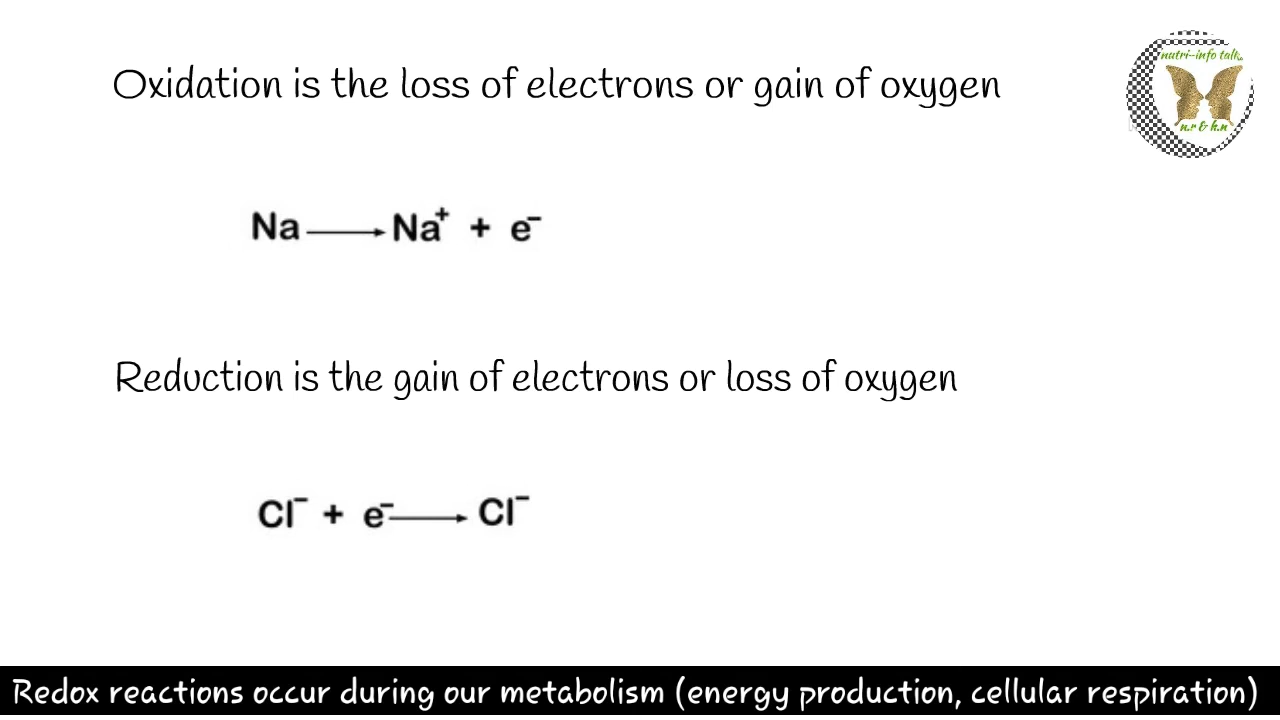 Oxidation is the loss of electrons or gain of oxygen
nutri-info talk
n.r & h.n
Na ⟶ Na⁺ + e⁻
Reduction is the gain of electrons or loss of oxygen
Cl⁻ + e⁻ ⟶ Cl⁻
Redox reactions occur during our metabolism (energy production, cellular respiration)